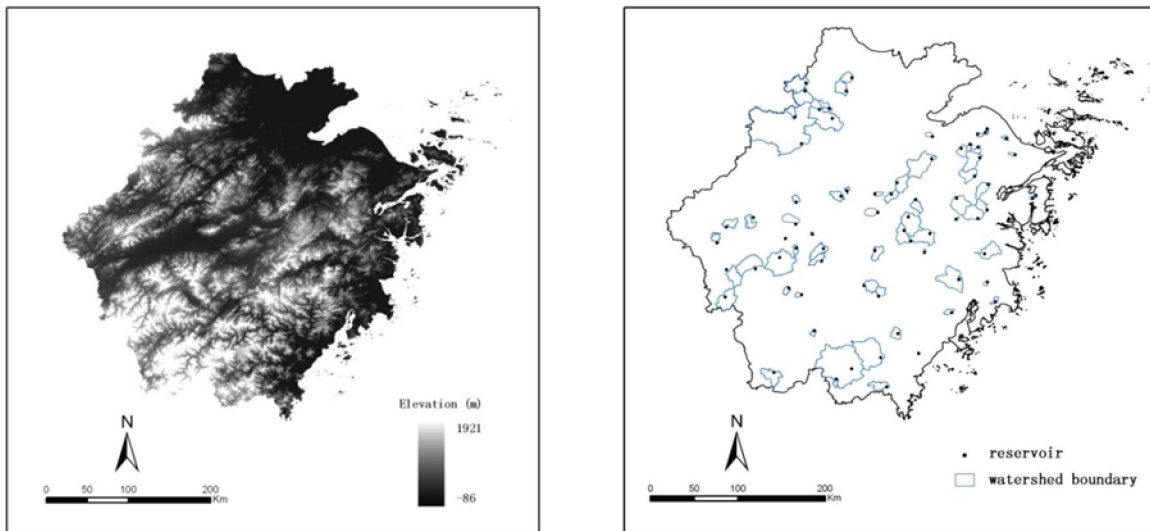 Elevation (m)
1921
-86
N
0 50 100 200
Km
N
reservoir
watershed boundary
0 50 100 200
Km